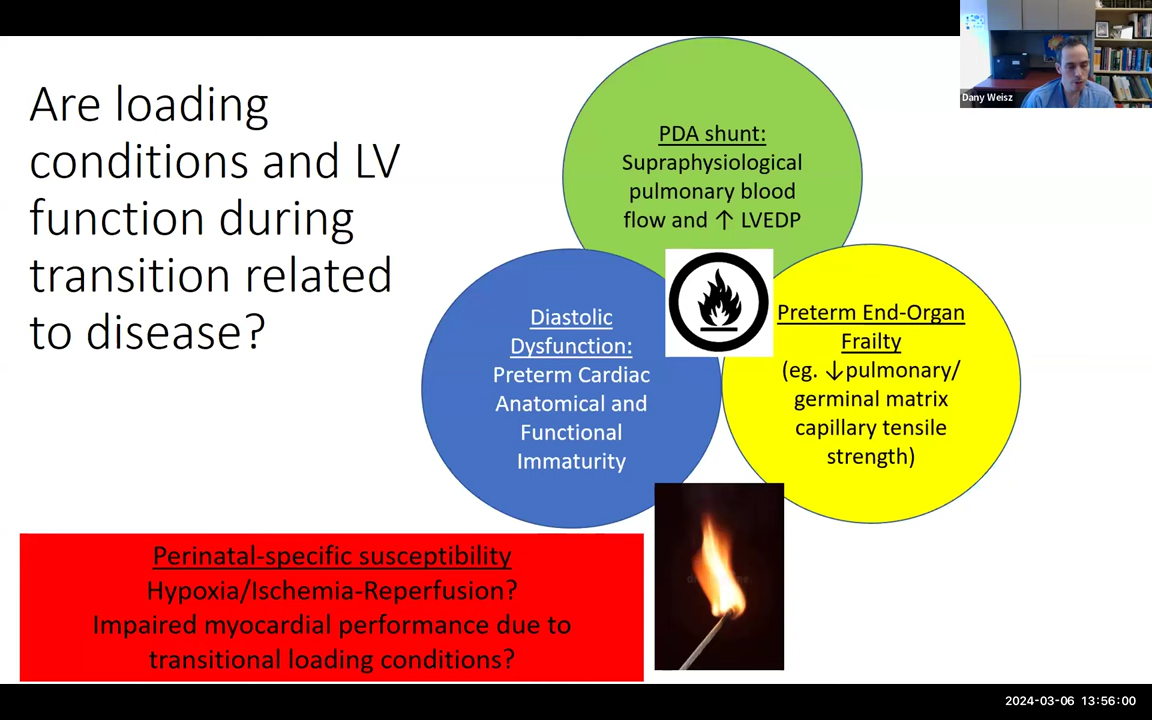 Are loading
conditions and LV
function during
transition related
to disease?
PDA shunt:
Supraphysiological
pulmonary blood
flow and ↑ LVEDP
Diastolic
Dysfunction:
Preterm Cardiac
Anatomical and
Functional
Immaturity
Preterm End-Organ
Frailty
(eg. ↓pulmonary/
germinal matrix
capillary tensile
strength)
Perinatal-specific susceptibility
Hypoxia/Ischemia-Reperfusion?
Impaired myocardial performance due to
transitional loading conditions?
Dany Weisz
2024-03-06 13:56:00